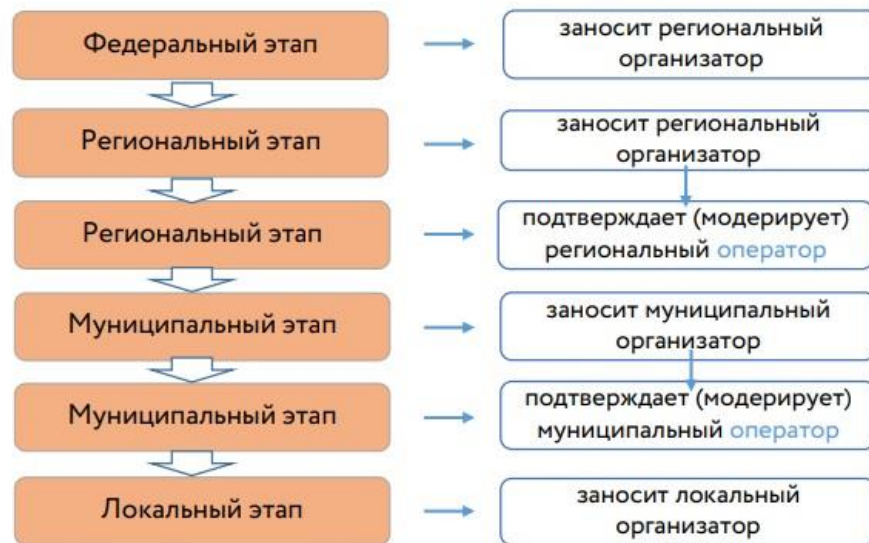 Федеральный этап
заносит региональный
организатор
Региональный этап
заносит региональный
организатор
Региональный этап
подтверждает (модерирует)
региональный оператор
Муниципальный этап
заносит муниципальный
организатор
Муниципальный этап
подтверждает (модерирует)
муниципальный оператор
Локальный этап
заносит локальный
организатор